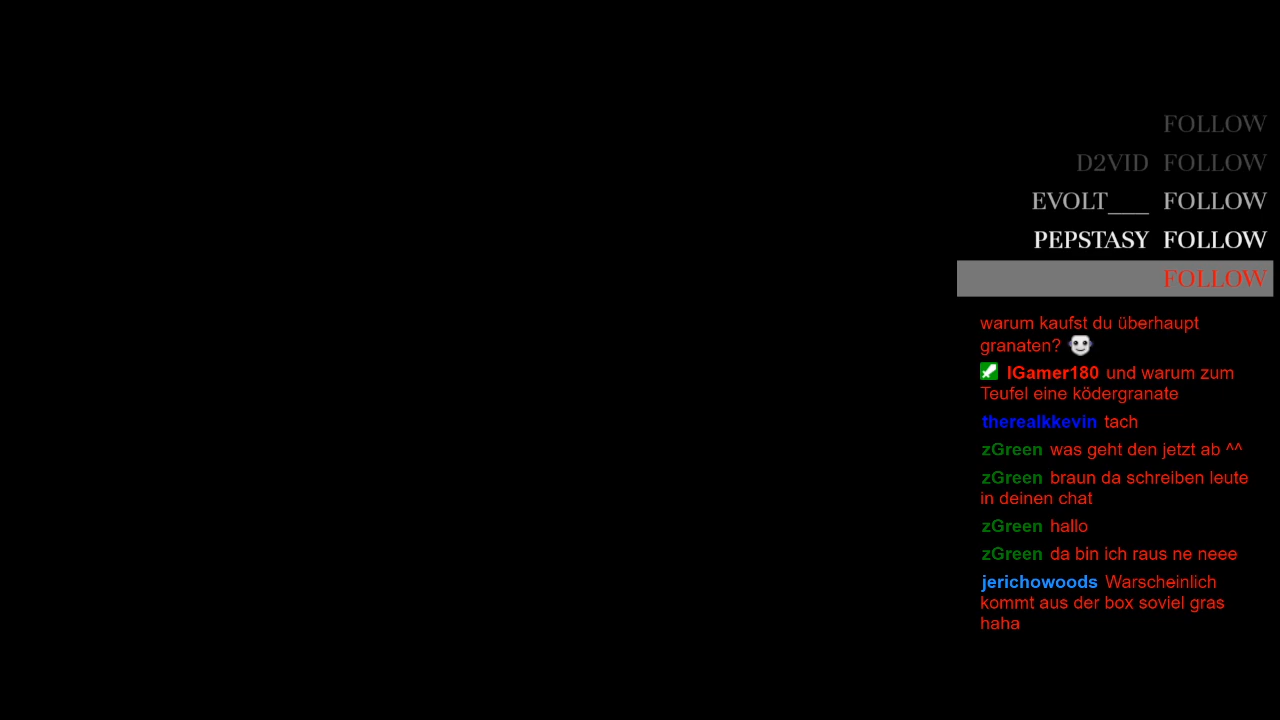 FOLLOW
D2VID FOLLOW
EVOLT___ FOLLOW
PEPSTASY FOLLOW
FOLLOW
warum kaufst du überhaupt
granaten?
IGamer180 und warum zum
Teufel eine ködergranate
therealkkevin tach
zGreen was geht den jetzt ab ^^
zGreen braun da schreiben leute
in deinen chat
zGreen hallo
zGreen da bin ich raus ne neee
jerichowoods Warscheinlich
kommt aus der box soviel gras
haha